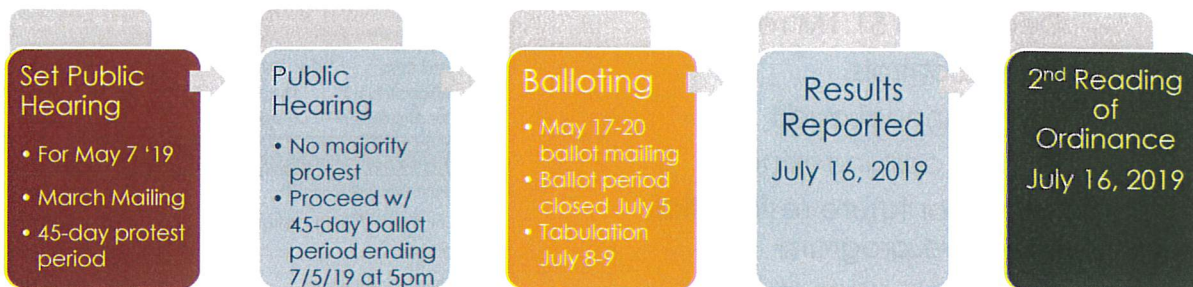 Set Public
Hearing
• For May 7 '19
• March Mailing
• 45-day protest
period
Public
Hearing
• No majority
protest
• Proceed w/
45-day ballot
period ending
7/5/19 at 5pm
Balloting
• May 17-20
ballot mailing
• Ballot period
closed July 5
• Tabulation
July 8-9
Results
Reported
July 16, 2019
2nd Reading
of
Ordinance
July 16, 2019